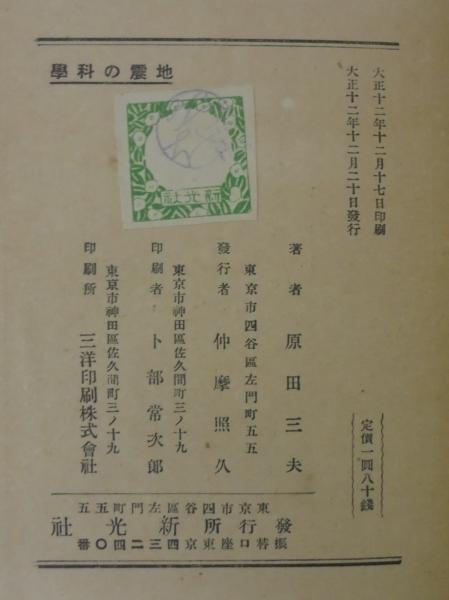 地震の科學
大正十二年十二月十七日印刷
大正十二年十二月二十日發行
定價一圓八十錢
新光社
著者 原田三夫
東京市四谷區左門町五五
發行者 仲摩照久
東京市神田區佐久間町三ノ十九
印刷者 卜部常次郞
東京市神田區佐久間町三ノ十九
印刷所 三洋印刷株式會社
東京市四谷區左門町五五
發行所 新光社
振替口座東京四三二四〇番